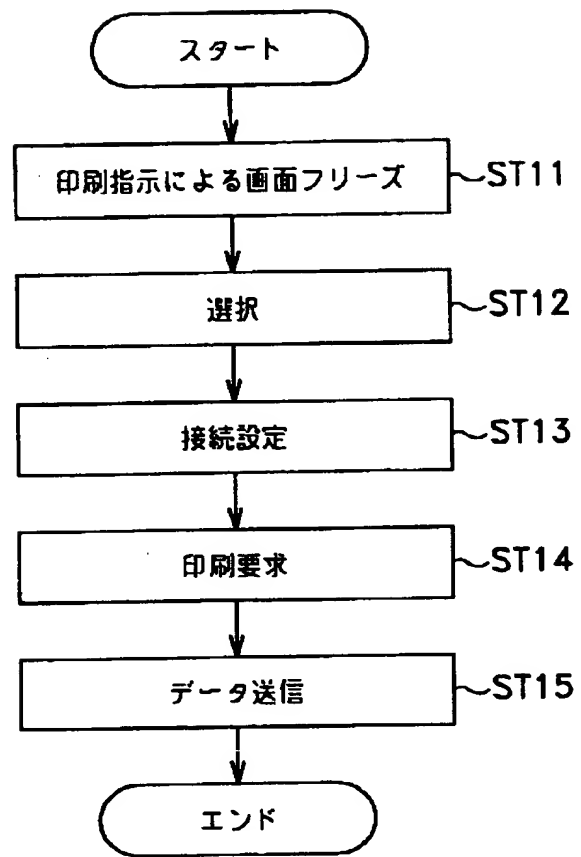 スタート
印刷指示による画面フリーズ ST11
選択 ST12
接続設定 ST13
印刷要求 ST14
データ送信 ST15
エンド